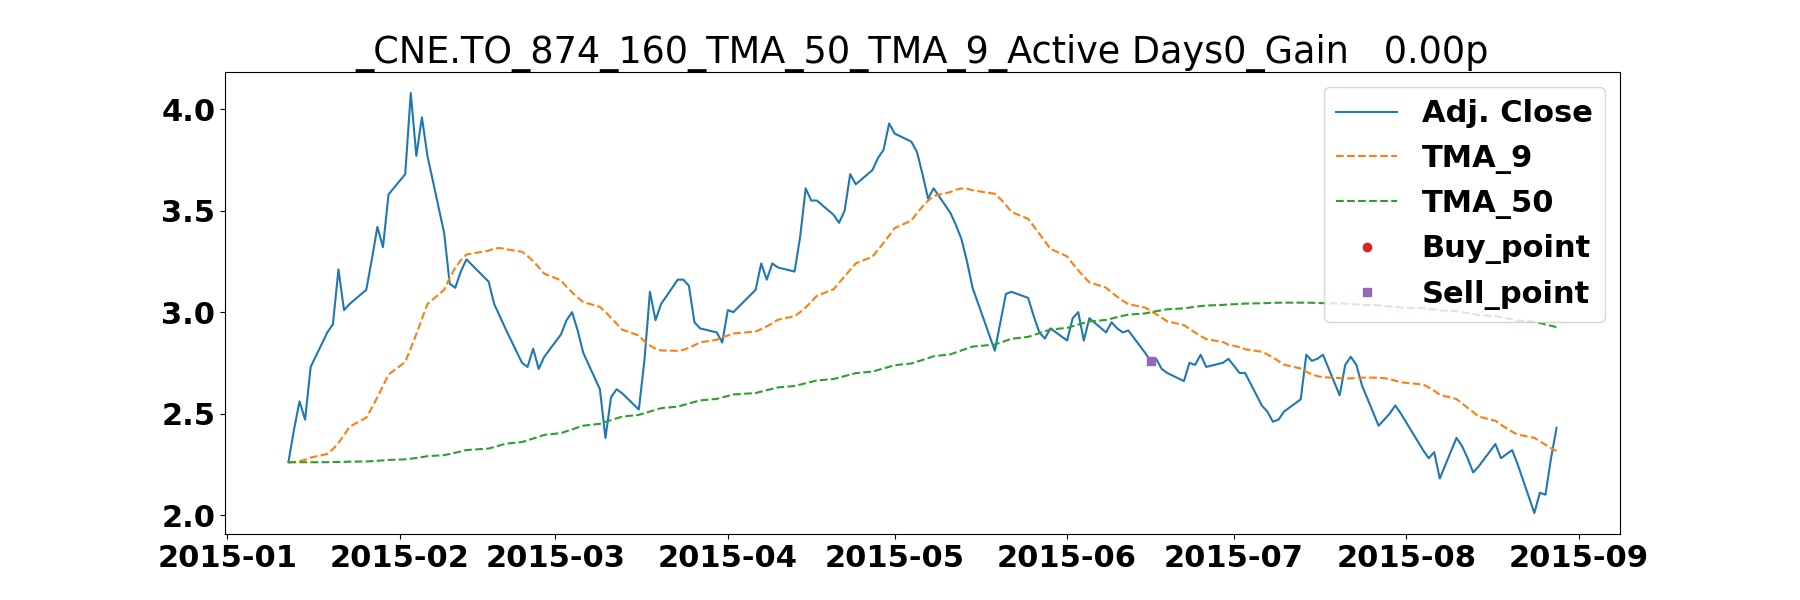 _CNE.TO_874_160_TMA_50_TMA_9_Active Days0_Gain   0.00p
4.0
3.5
3.0
2.5
2.0
Adj. Close
TMA_9
TMA_50
Buy_point
Sell_point
2015-01 2015-02 2015-03 2015-04 2015-05 2015-06 2015-07 2015-08 2015-09